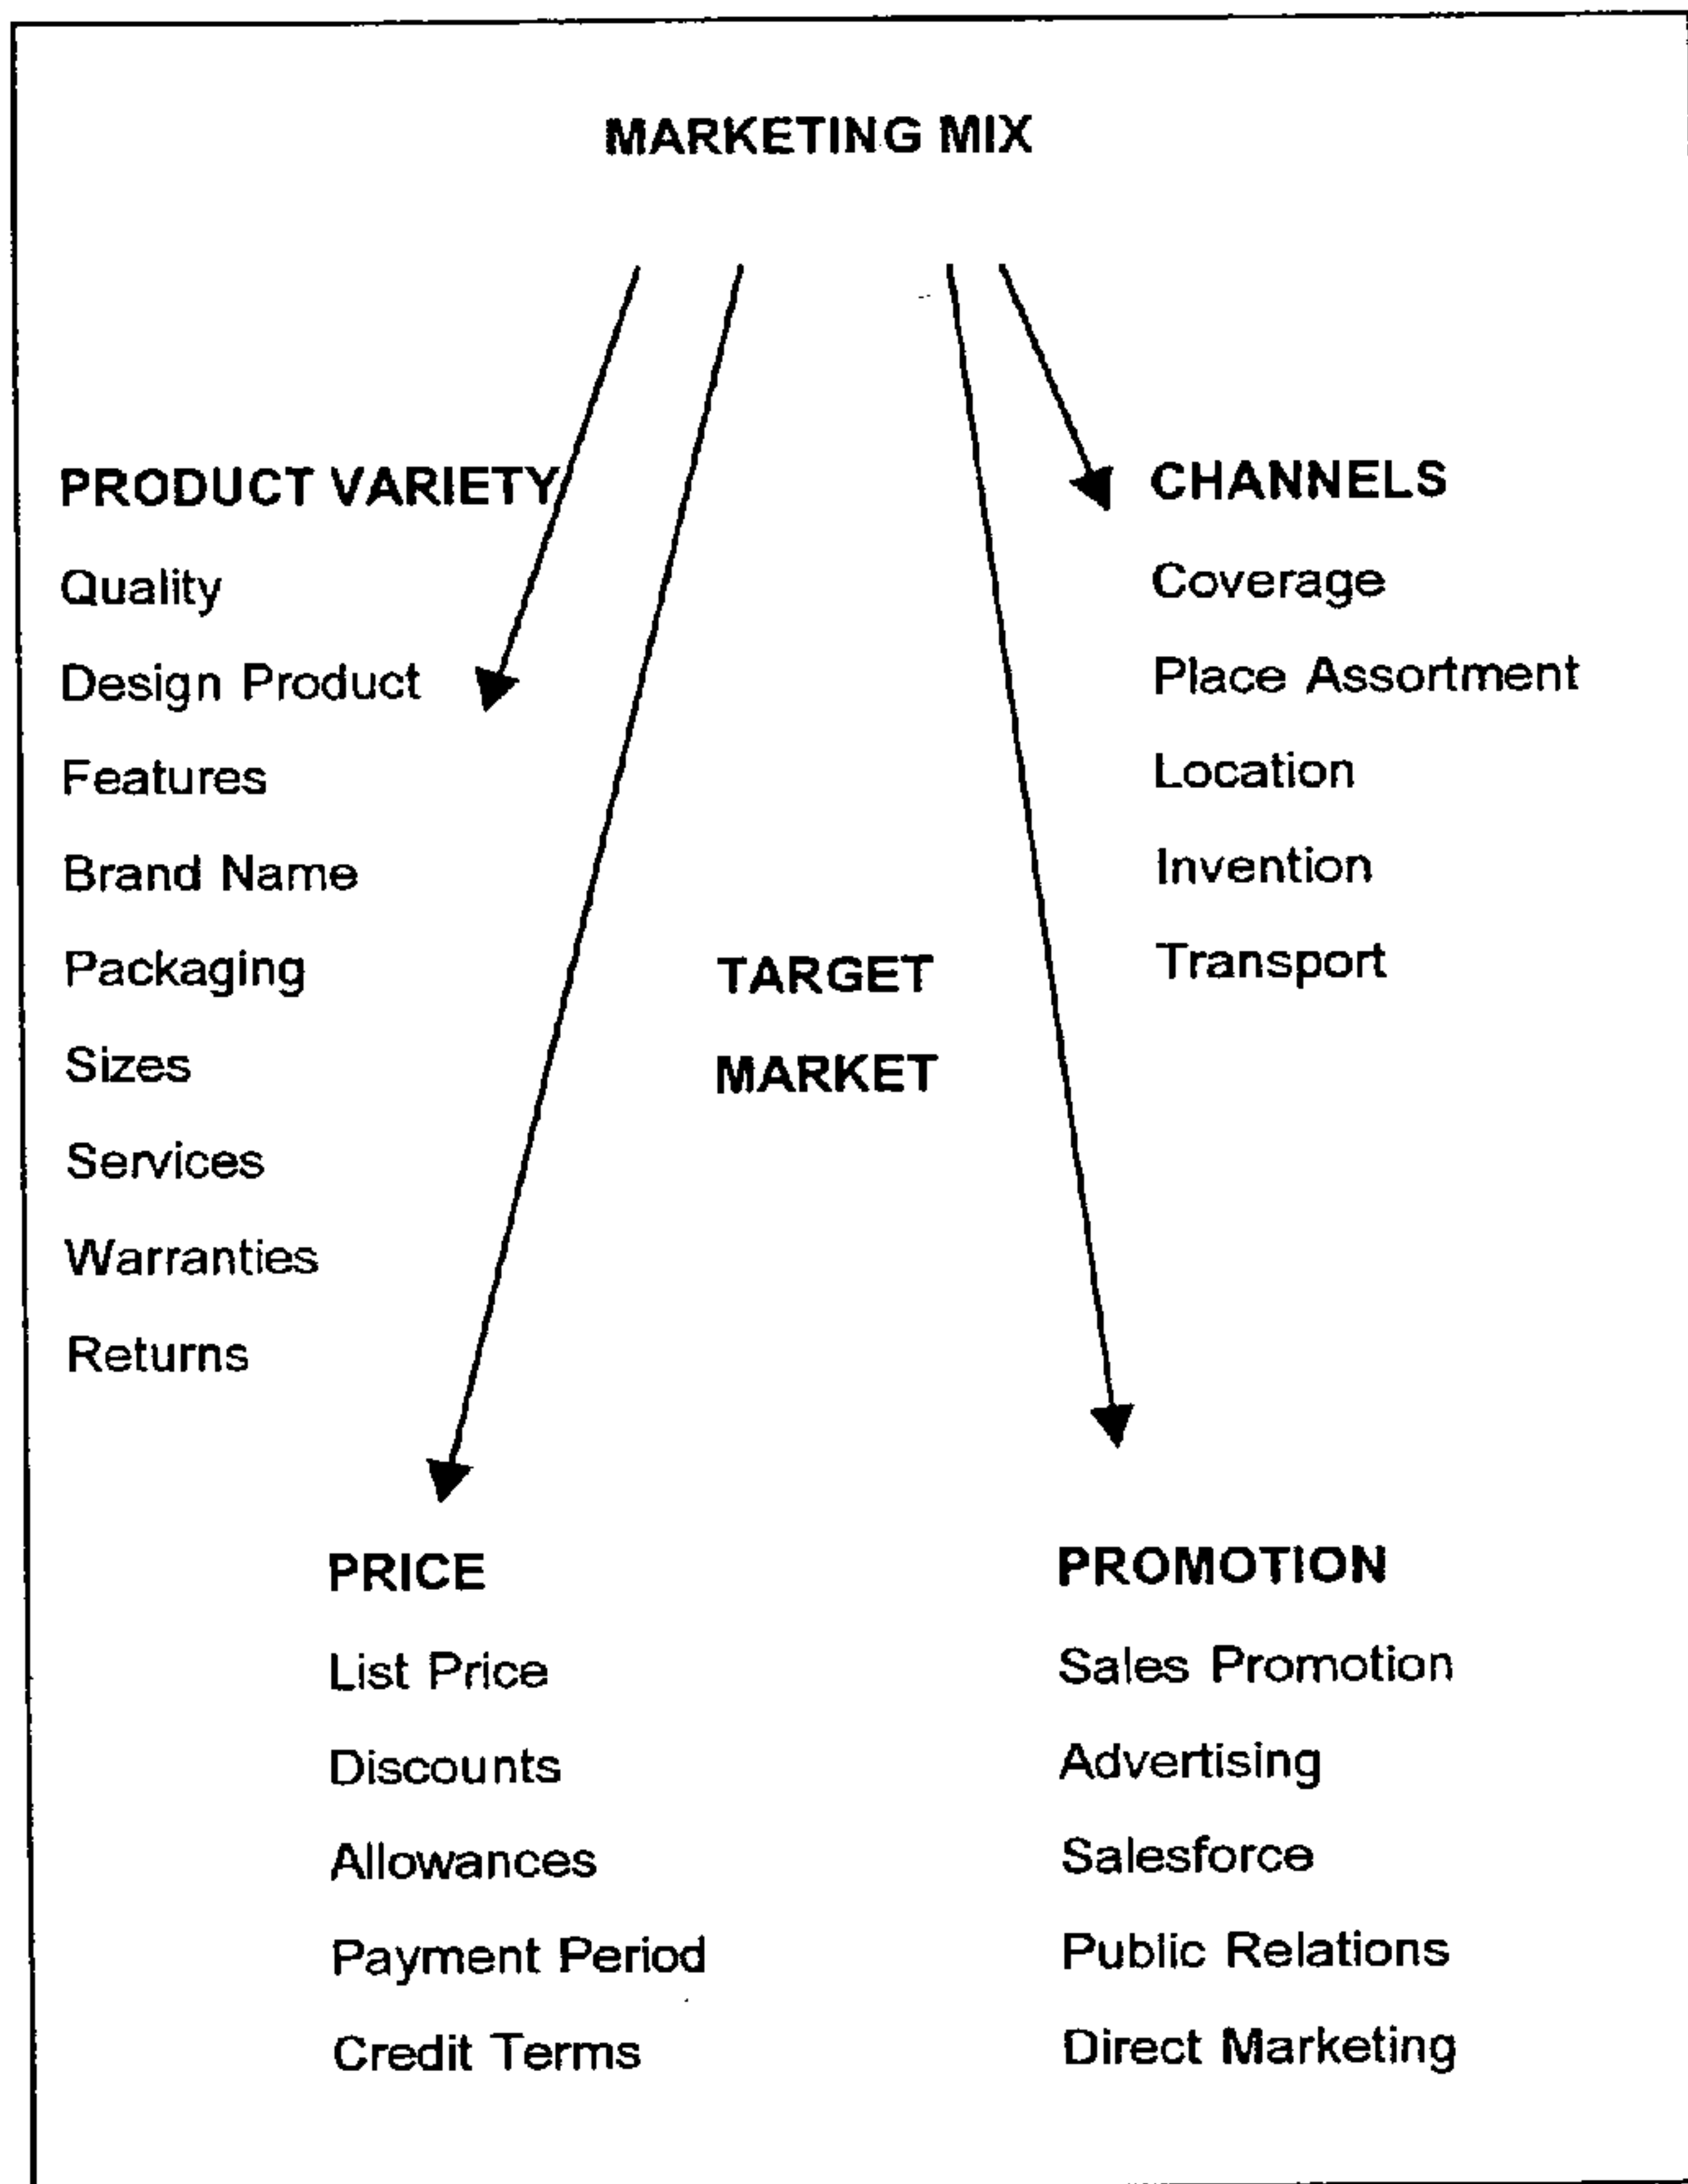 MARKETING MIX
PRODUCT VARIETY
Quality
Design Product
Features
Brand Name
Packaging
Sizes
Services
Warranties
Returns
CHANNELS
Coverage
Place Assortment
Location
Invention
Transport
TARGET
MARKET
PRICE
List Price
Discounts
Allowances
Payment Period
Credit Terms
PROMOTION
Sales Promotion
Advertising
Salesforce
Public Relations
Direct Marketing